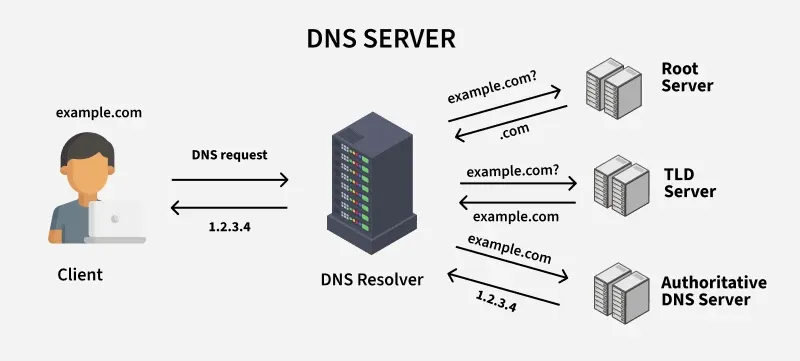 DNS SERVER
example.com
Client
DNS request
1.2.3.4
DNS Resolver
example.com?
.com
Root
Server
example.com?
example.com
TLD
Server
example.com
1.2.3.4
Authoritative
DNS Server